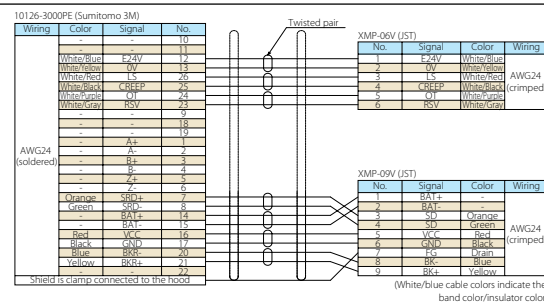 10126-3000PE (Sumitomo 3M)
Twisted pair
Wiring Color Signal No.
- - 10
- - 11
White/Blue E24V 12
White/Yellow 0V 13
White/Red LS 26
White/Black CREEP 25
White/Purple OT 24
White/Gray RSV 23
- - 9
- - 18
- - 19
- A+ 1
AWG24 (soldered)
- A- 2
- B+ 3
- B- 4
- Z+ 5
- Z- 6
Orange SRD+ 7
Green SRD- 8
- BAT+ 14
- BAT- 15
Red VCC 16
Black GND 17
Blue BKR- 20
Yellow BKR+ 21
- - 22
Shield is clamp connected to the hood
XMP-06V (JST)
No. Signal Color Wiring
1 E24V White/Blue
2 0V White/Yellow
3 LS White/Red
4 CREEP White/Black
5 OT White/Purple
6 RSV White/Gray
AWG24 (crimped)
XMP-09V (JST)
No. Signal Color Wiring
1 BAT+ -
2 BAT- -
3 SD Orange
4 SD Green
5 VCC Red
6 GND Black
7 FG Drain
8 BK- Blue
9 BK+ Yellow
AWG24 (crimped)
(White/blue cable colors indicate the
band color/insulator color